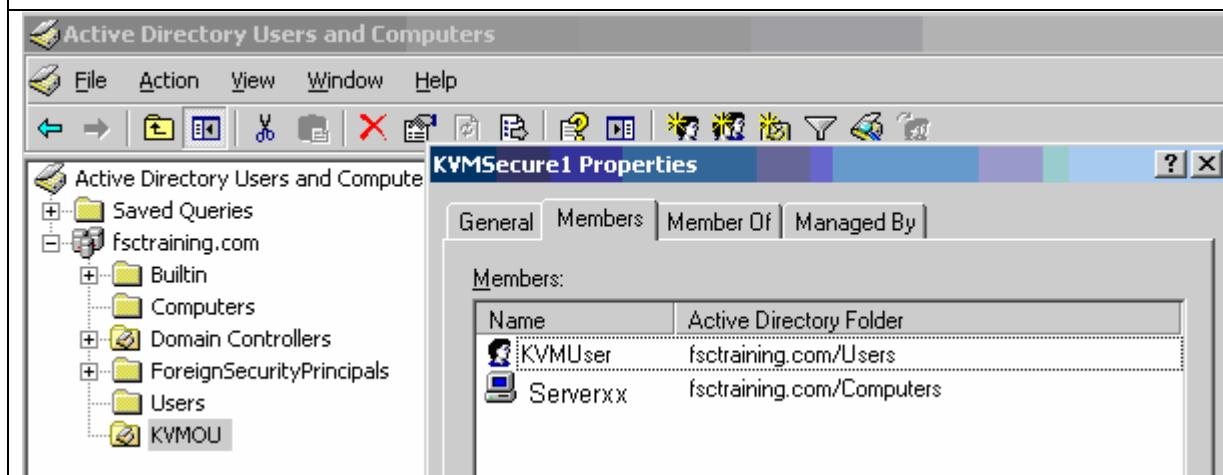 Active Directory Users and Computers
File Action View Window Help
Active Directory Users and Compute
Saved Queries
fsctraining.com
Builtin
Computers
Domain Controllers
ForeignSecurityPrincipals
Users
KVMOU
KVMSecure1 Properties
General Members Member Of Managed By
Members:
Name Active Directory Folder
KVMUser fsctraining.com/Users
Serverxx fsctraining.com/Computers